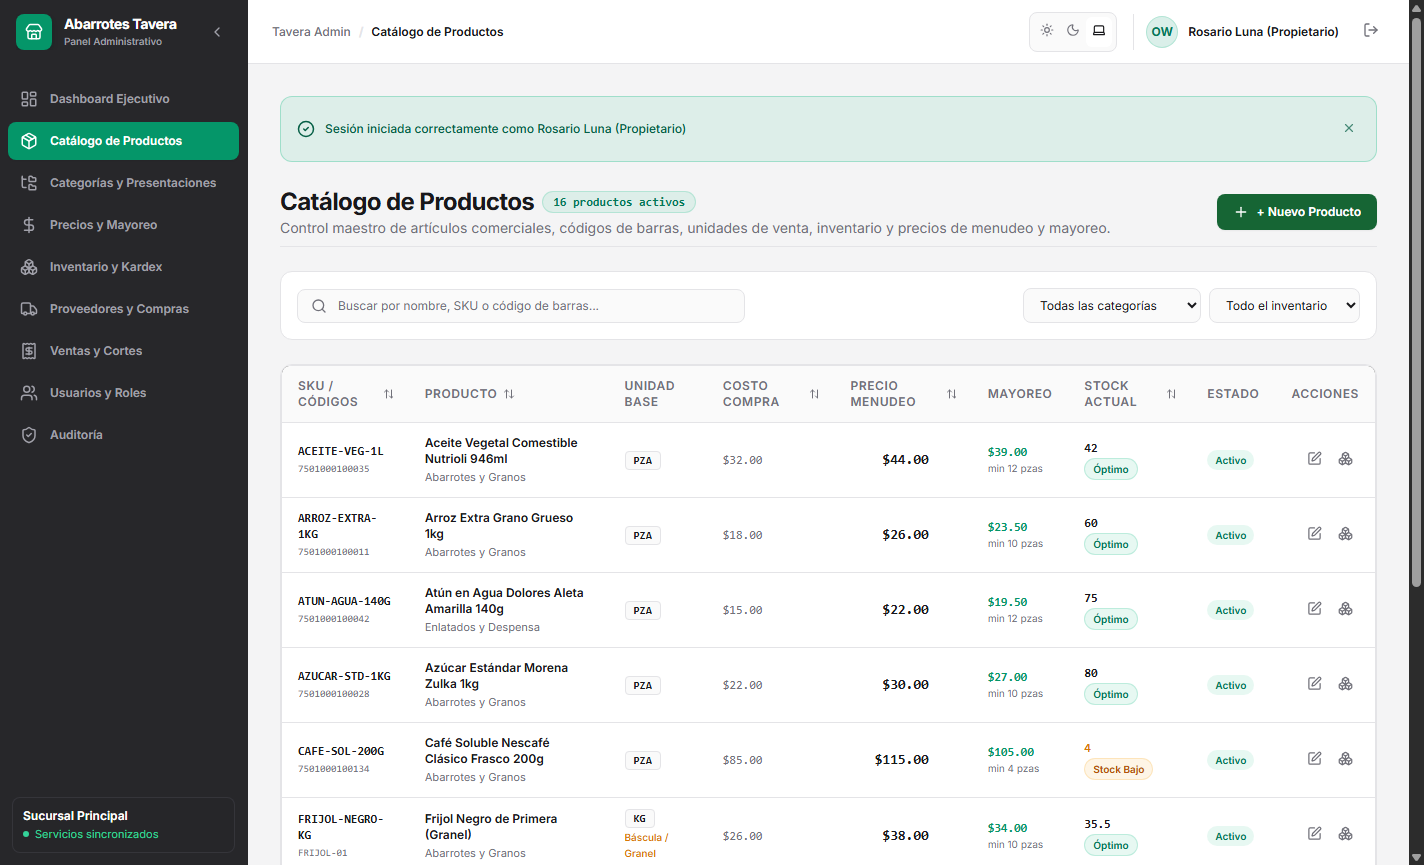 Abarrotes Tavera
Panel Administrativo
Dashboard Ejecutivo
Catálogo de Productos
Categorías y Presentaciones
Precios y Mayoreo
Inventario y Kardex
Proveedores y Compras
Ventas y Cortes
Usuarios y Roles
Auditoría
Sucursal Principal
Servicios sincronizados
Tavera Admin / Catálogo de Productos
OW Rosario Luna (Propietario)
Sesión iniciada correctamente como Rosario Luna (Propietario)
Catálogo de Productos 16 productos activos
Control maestro de artículos comerciales, códigos de barras, unidades de venta, inventario y precios de menudeo y mayoreo.
+ Nuevo Producto
Buscar por nombre, SKU o código de barras...
Todas las categorías
Todo el inventario
SKU / CÓDIGOS PRODUCTO UNIDAD BASE COSTO COMPRA PRECIO MENUDEO MAYOREO STOCK ACTUAL ESTADO ACCIONES
ACEITE-VEG-1L
7501000100035
Aceite Vegetal Comestible
Nutrioli 946ml
Abarrotes y Granos
PZA
$32.00
$44.00
$39.00
min 12 pzas
42
Óptimo
Activo
ARROZ-EXTRA-
1KG
7501000100011
Arroz Extra Grano Grueso
1kg
Abarrotes y Granos
PZA
$18.00
$26.00
$23.50
min 10 pzas
60
Óptimo
Activo
ATUN-AGUA-140G
7501000100042
Atún en Agua Dolores Aleta
Amarilla 140g
Enlatados y Despensa
PZA
$15.00
$22.00
$19.50
min 12 pzas
75
Óptimo
Activo
AZUCAR-STD-1KG
7501000100028
Azúcar Estándar Morena
Zulka 1kg
Abarrotes y Granos
PZA
$22.00
$30.00
$27.00
min 10 pzas
80
Óptimo
Activo
CAFE-SOL-200G
7501000100134
Café Soluble Nescafé
Clásico Frasco 200g
Abarrotes y Granos
PZA
$85.00
$115.00
$105.00
min 4 pzas
4
Stock Bajo
Activo
FRIJOL-NEGRO-
KG
FRIJOL-01
Frijol Negro de Primera
(Granel)
Abarrotes y Granos
KG
Báscula /
Granel
$26.00
$38.00
$34.00
min 10 pzas
35.5
Óptimo
Activo